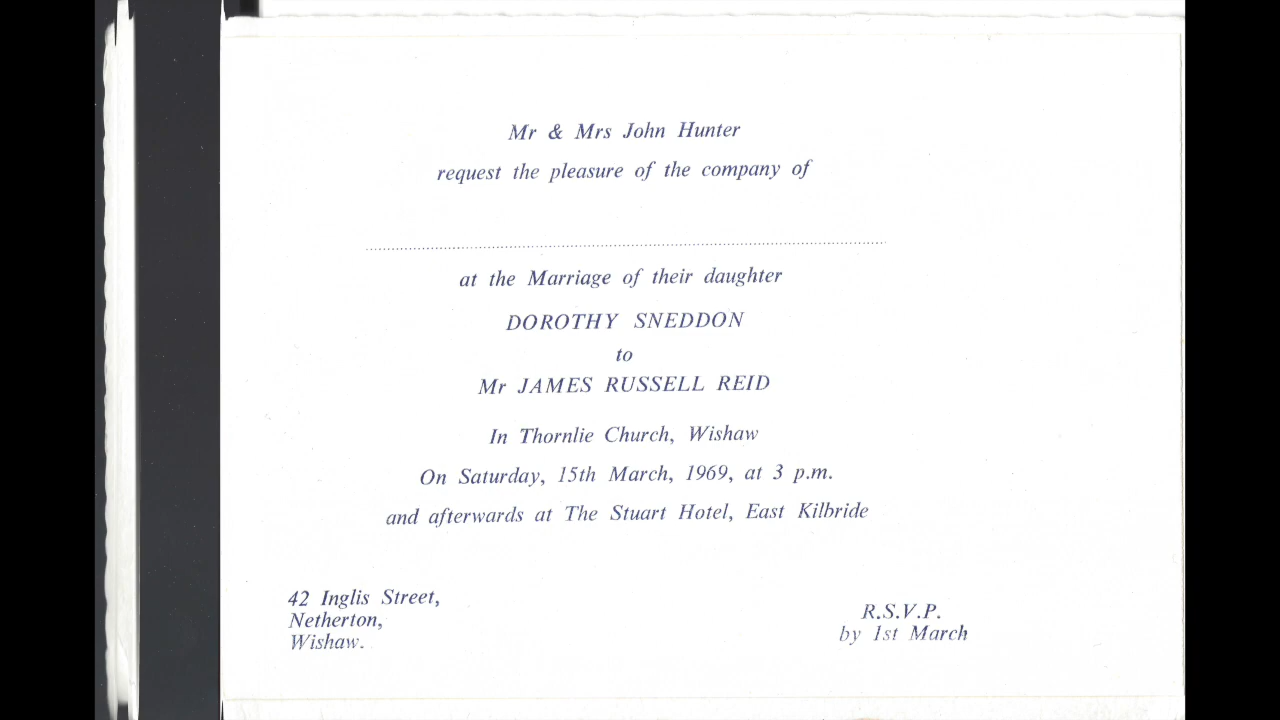 Mr & Mrs John Hunter
request the pleasure of the company of
at the Marriage of their daughter
DOROTHY SNEDDON
to
Mr JAMES RUSSELL REID
In Thornlie Church, Wishaw
On Saturday, 15th March, 1969, at 3 p.m.
and afterwards at The Stuart Hotel, East Kilbride
42 Inglis Street,
Netherton,
Wishaw.
R.S.V.P.
by 1st March